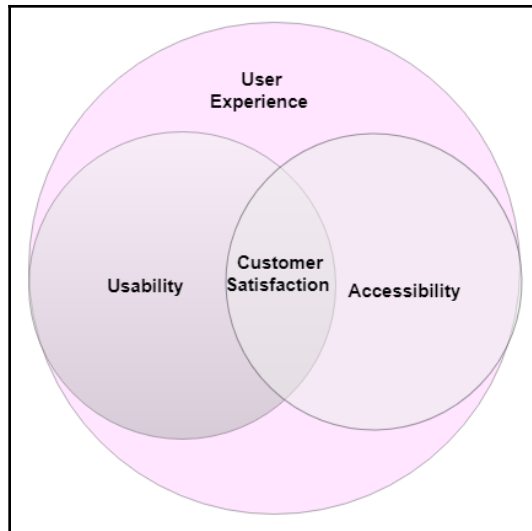 User
Experience
Customer
Satisfaction
Usability
Accessibility